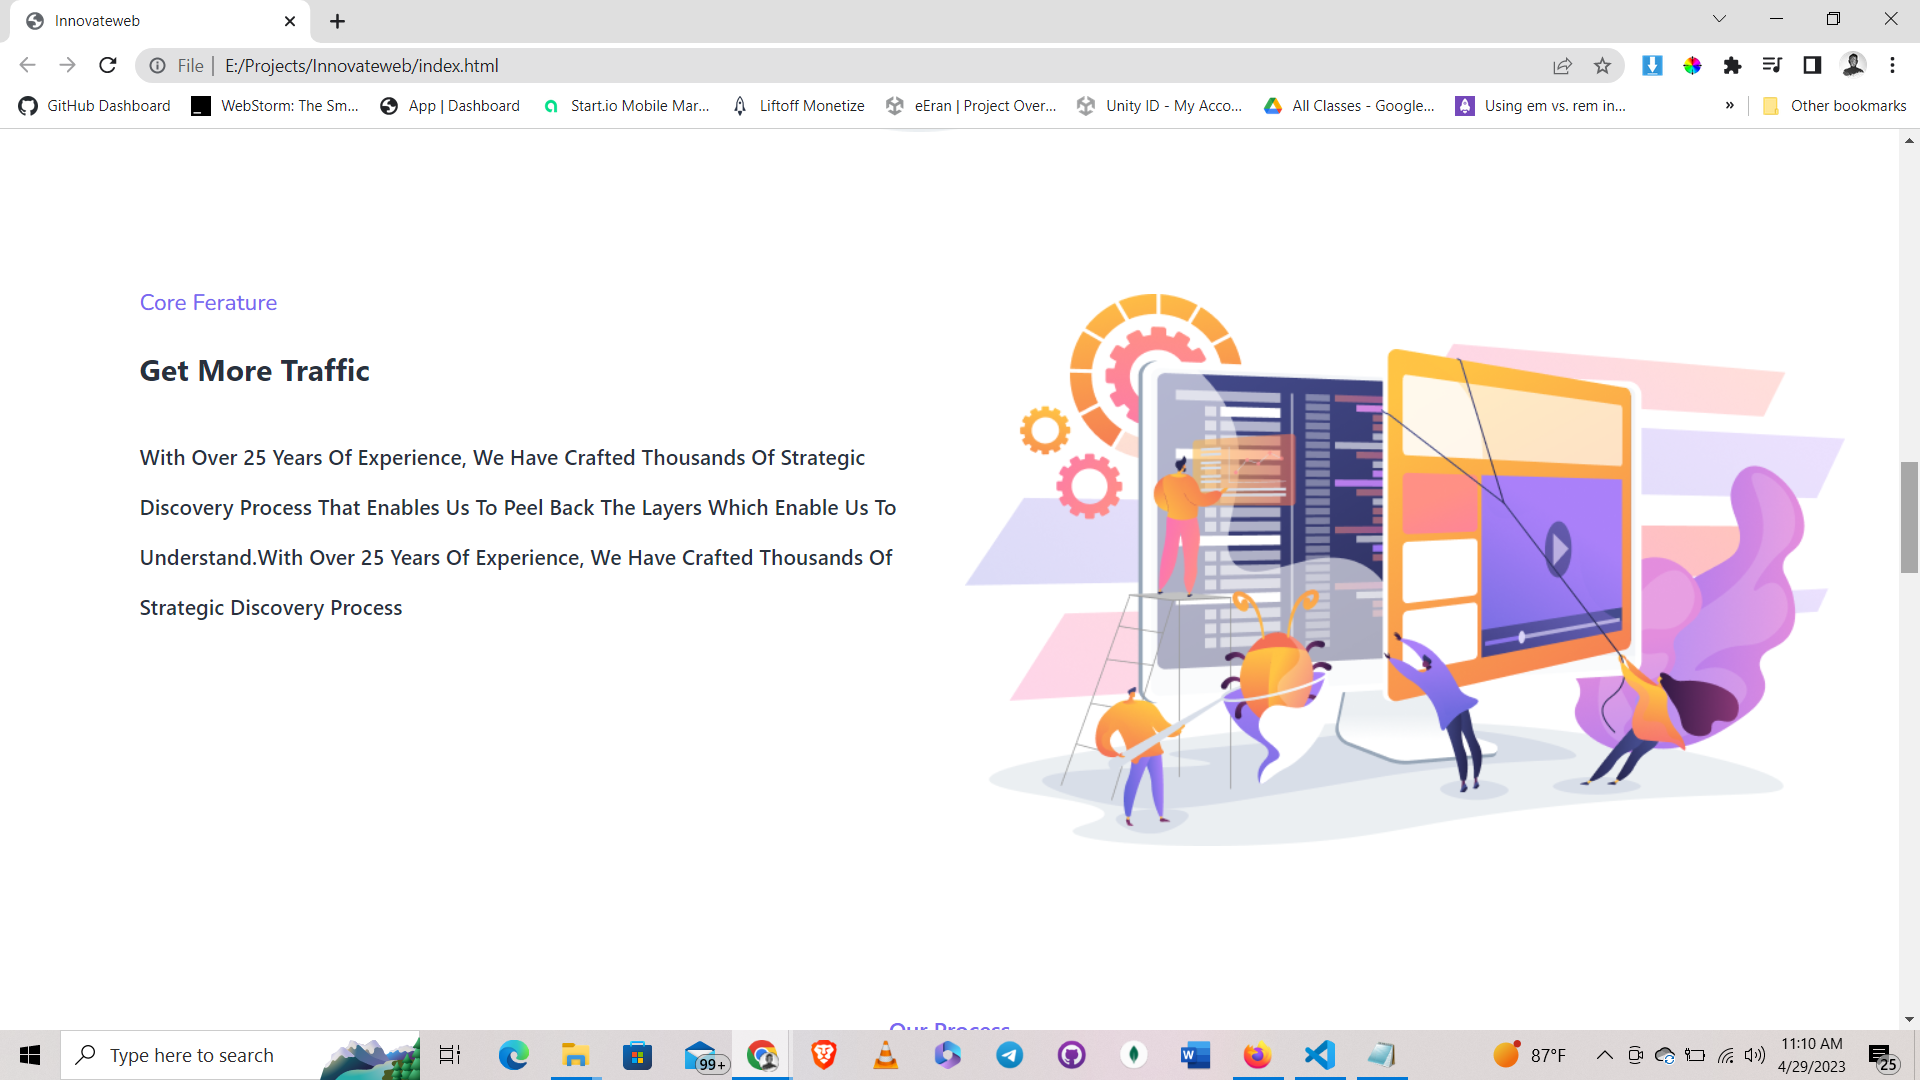 Innovateweb
File
E:/Projects/Innovateweb/index.html
GitHub Dashboard
WebStorm: The Sm...
App | Dashboard
Start.io Mobile Mar...
Liftoff Monetize
eEran | Project Over...
Unity ID - My Acco...
All Classes - Google...
Using em vs. rem in...
»
Other bookmarks
Core Ferature
Get More Traffic
With Over 25 Years Of Experience, We Have Crafted Thousands Of Strategic
Discovery Process That Enables Us To Peel Back The Layers Which Enable Us To
Understand.With Over 25 Years Of Experience, We Have Crafted Thousands Of
Strategic Discovery Process
Our Process
Type here to search
99+
87°F
11:10 AM
4/29/2023
25